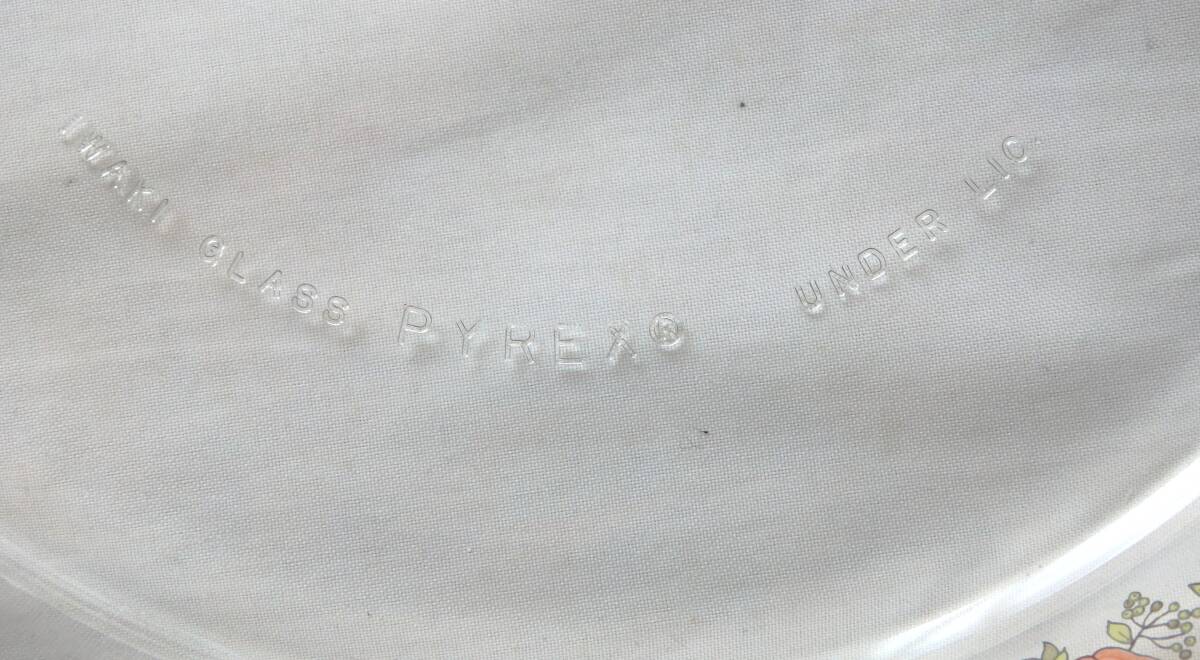 IWAKI GLASS PYREX® UNDER LIC.